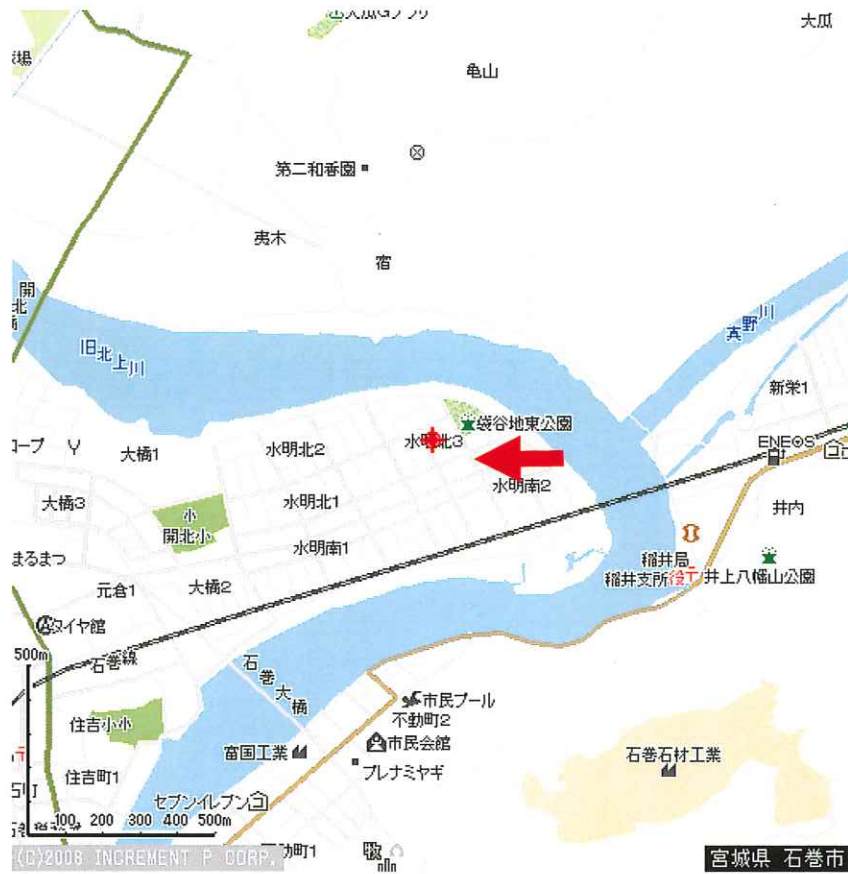 大瓜
亀山
第二和香園
夷木
宿
開
北
旧北上川
真野川
新栄1
袋谷地東公園
水明北3
ENEOS
水明北2
大橋1
大橋3
水明北1
水明南2
井内
小
開北小
水明南1
まるまつ
稲井局
稲井支所
井上八幡山公園
元倉1
大橋2
タイヤ館
石巻線
500m
石巻大橋
市民プール
不動町2
住吉小
市民会館
富国工業
石巻石材工業
プレナミヤギ
住吉町1
セブンイレブン
100 200 300 400 500m
(C)2008 INCREMENT P CORP.
宮城県 石巻市